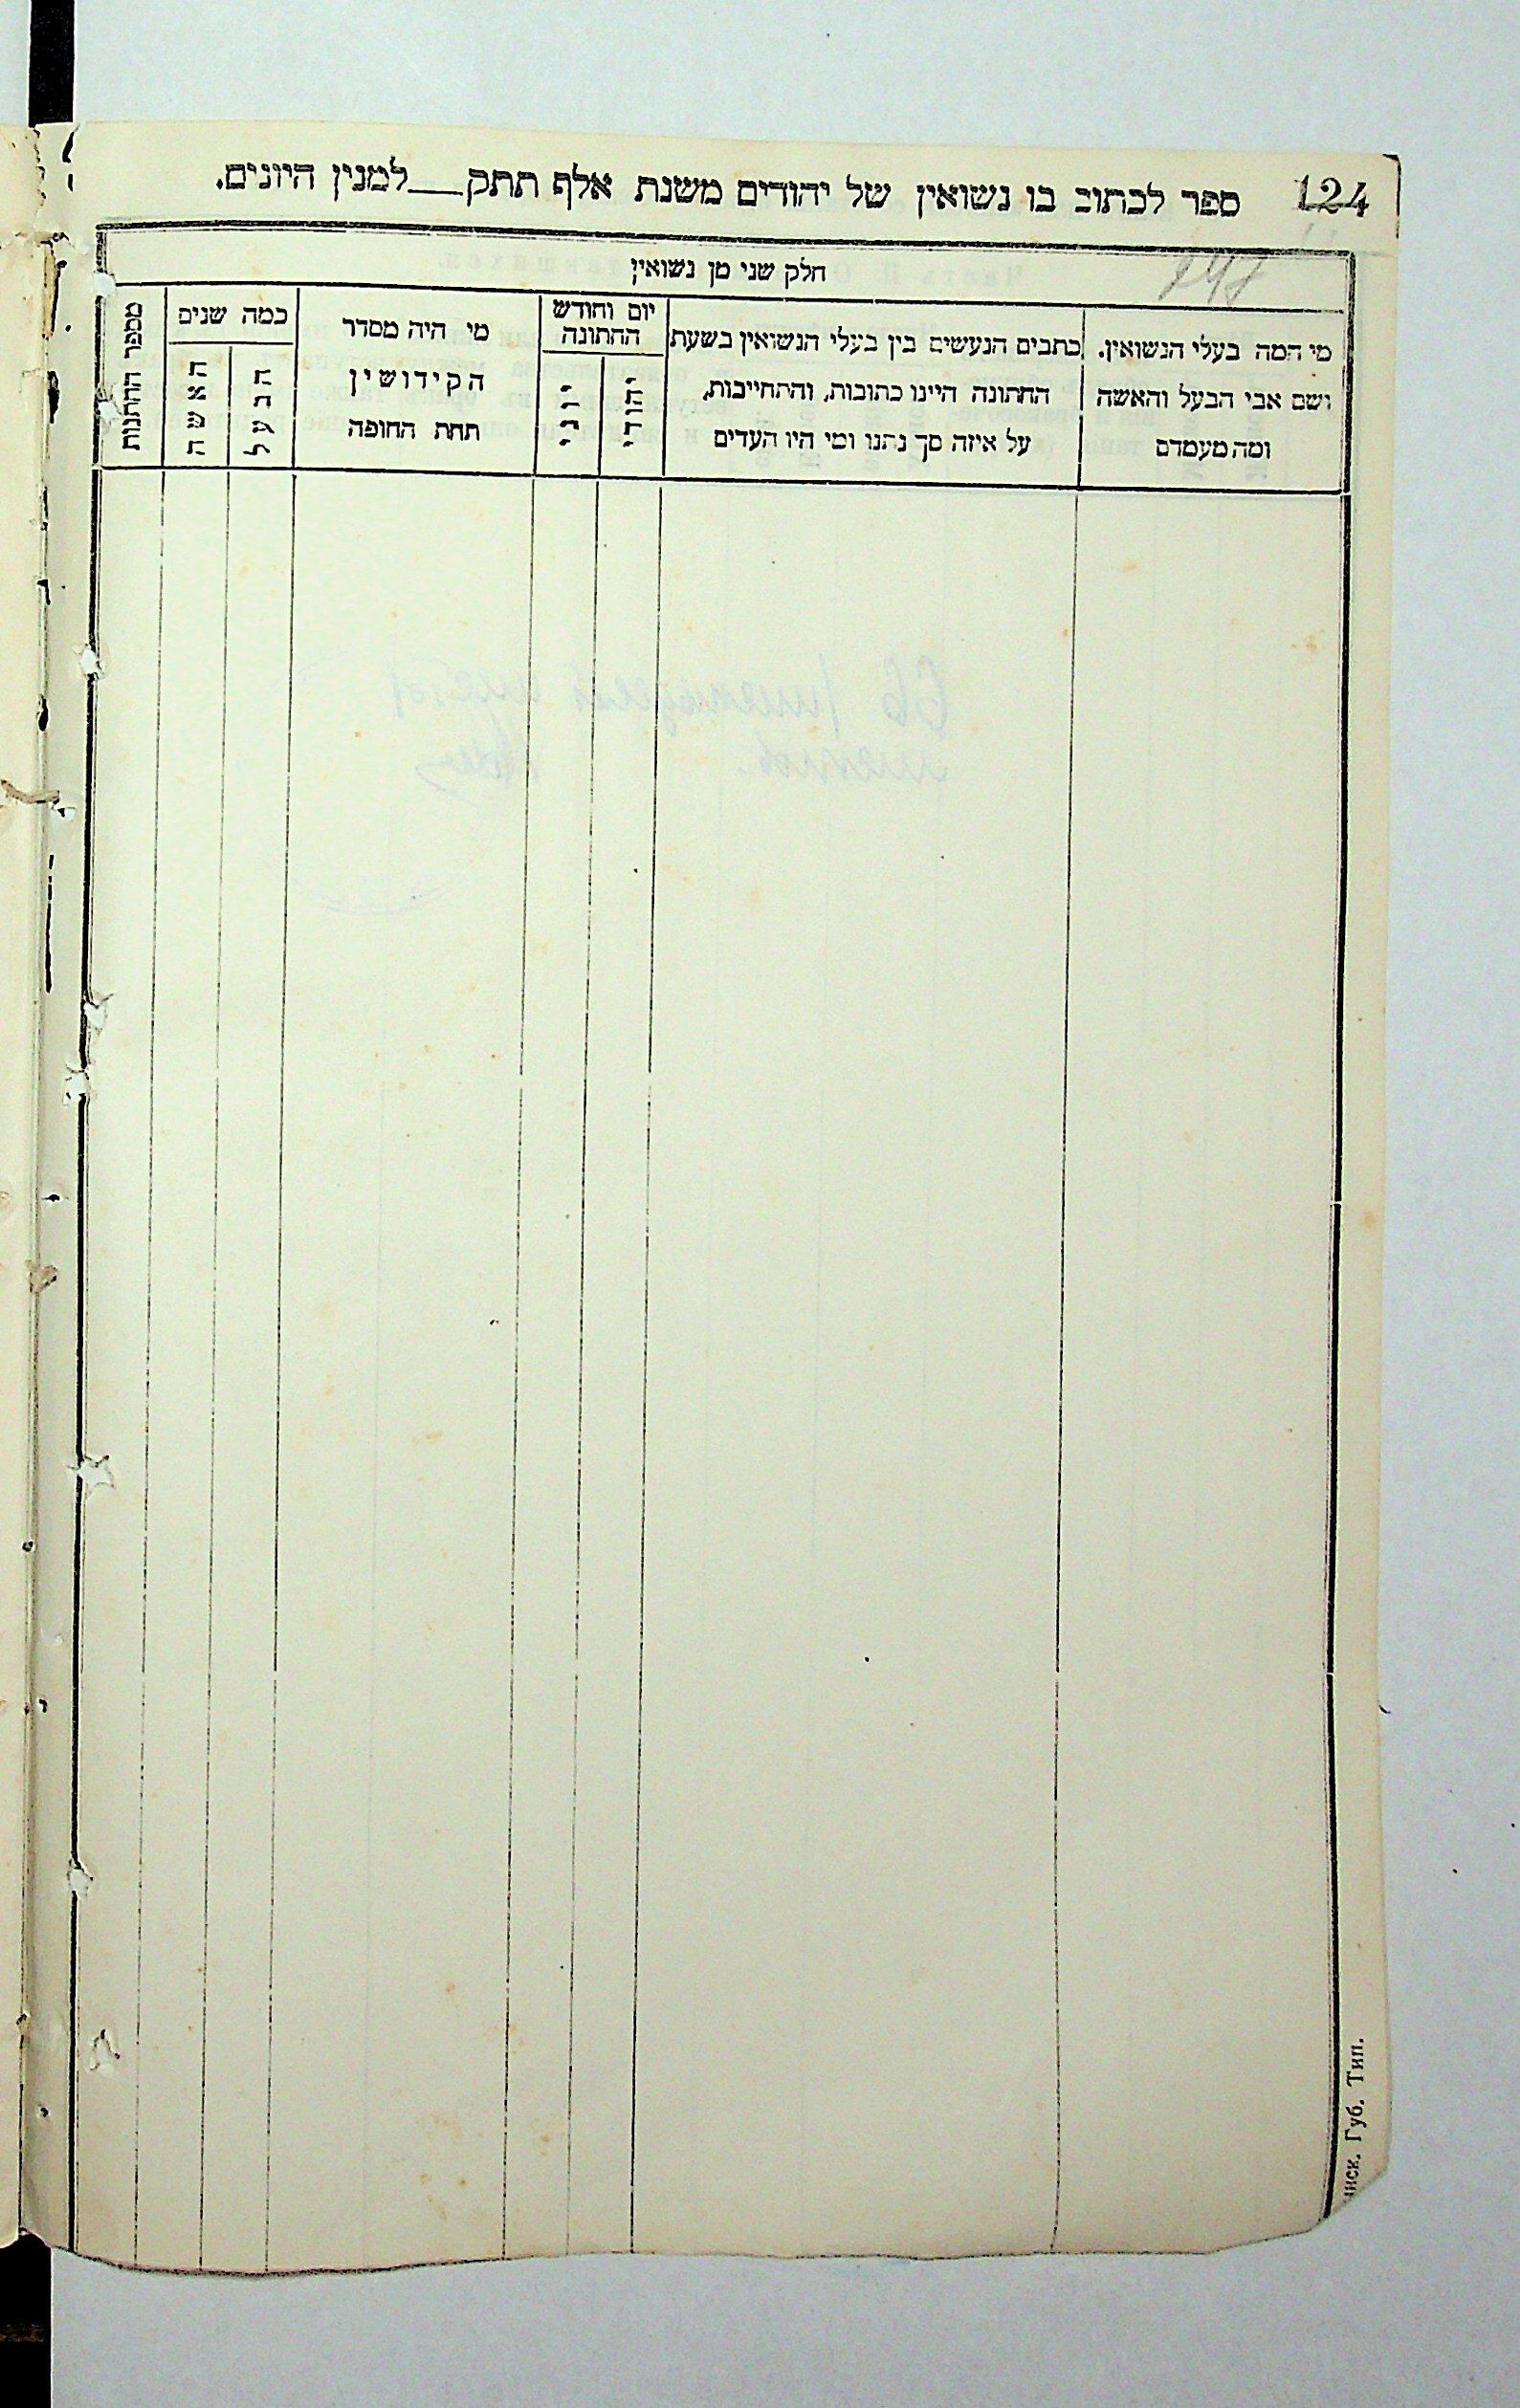 124
ספר לכתוב בו נשואין של יהודים משנת אלף תתק__למנין היונים.
חלק שני מן נשואין
מי המה בעלי הנשואין.
ושם אבי הבעל והאשה
ומה מעמדם
כתבים הנעשים בין בעלי הנשואין בשעת
החתונה היינו כתובות, והתחייבות,
על איזה סך נתנו ומי היו העדים
יום וחודש
החתונה
יהודי
יוני
מי היה מסדר
הקידושין
תחת החופה
כמה שנים
הבעל
האשה
מספר החתנות
Губ. Тип.